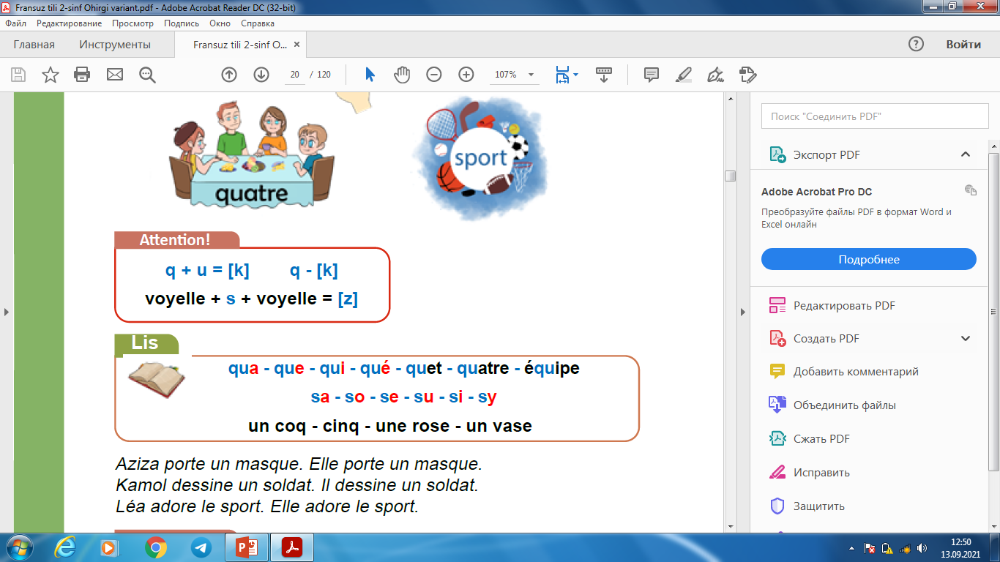 Fransuz tili 2-sinf Ohirgi variant.pdf - Adobe Acrobat Reader DC (32-bit)
Файл Редактирование Просмотр Подпись Окно Справка
Главная Инструменты Fransuz tili 2-sinf O... × Войти
20 / 120 107%
quatre
sport
Attention!
q + u = [k] q - [k]
voyelle + s + voyelle = [z]
Lis
qua - que - qui - qué - quet - quatre - équipe
sa - so - se - su - si - sy
un coq - cinq - une rose - un vase
Aziza porte un masque. Elle porte un masque.
Kamol dessine un soldat. Il dessine un soldat.
Léa adore le sport. Elle adore le sport.
Поиск "Соединить PDF"
Экспорт PDF
Adobe Acrobat Pro DC
Преобразуйте файлы PDF в формат Word и
Excel онлайн
Подробнее
Редактировать PDF
Создать PDF
Добавить комментарий
Объединить файлы
Сжать PDF
Исправить
Защитить
12:50
13.09.2021